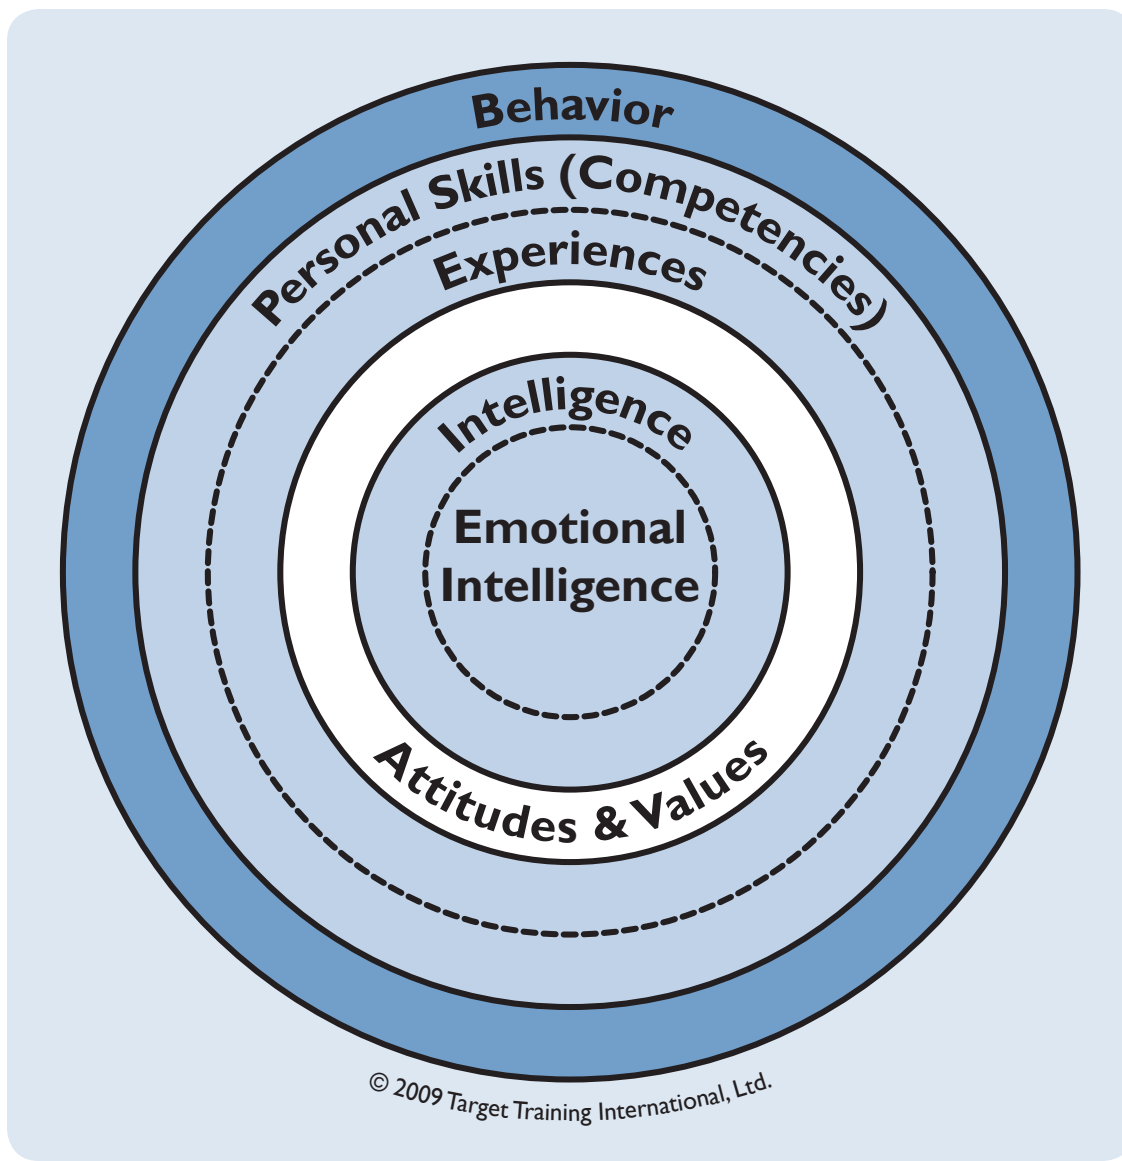 Behavior
Personal Skills (Competencies)
Experiences
Intelligence
Emotional
Intelligence
Attitudes & Values
© 2009 Target Training International, Ltd.